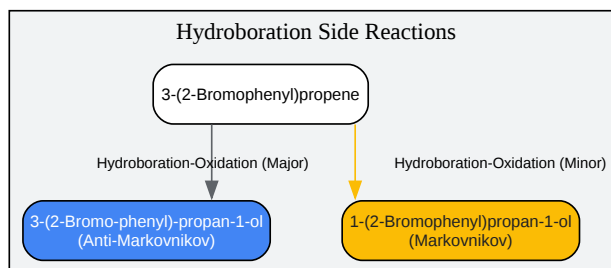 Hydroboration Side Reactions
3-(2-Bromophenyl)propene
Hydroboration-Oxidation (Major)
Hydroboration-Oxidation (Minor)
3-(2-Bromo-phenyl)-propan-1-ol
(Anti-Markovnikov)
1-(2-Bromophenyl)propan-1-ol
(Markovnikov)